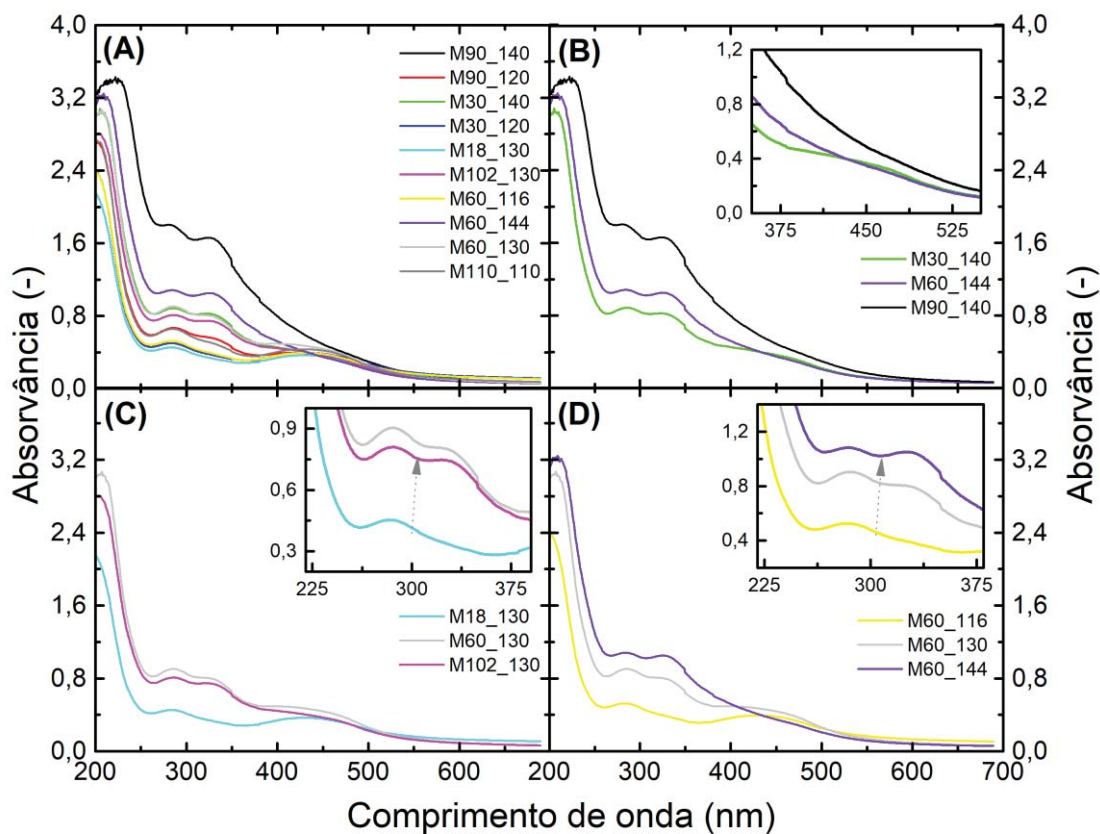 (A)
M90_140
M90_120
M30_140
M30_120
M18_130
M102_130
M60_116
M60_144
M60_130
M110_110
4,0
3,2
2,4
1,6
0,8
0,0
(B)
1,2
0,8
0,4
0,0
375 450 525
M30_140
M60_144
M90_140
4,0
3,2
2,4
1,6
0,8
0,0
Absorvância (-)
Absorvância (-)
(C)
0,9
0,6
0,3
225 300 375
M18_130
M60_130
M102_130
3,2
2,4
1,6
0,8
0,0
200 300 400 500 600
(D)
1,2
0,8
0,4
225 300 375
M60_116
M60_130
M60_144
3,2
2,4
1,6
0,8
0,0
200 300 400 500 600 700
Comprimento de onda (nm)